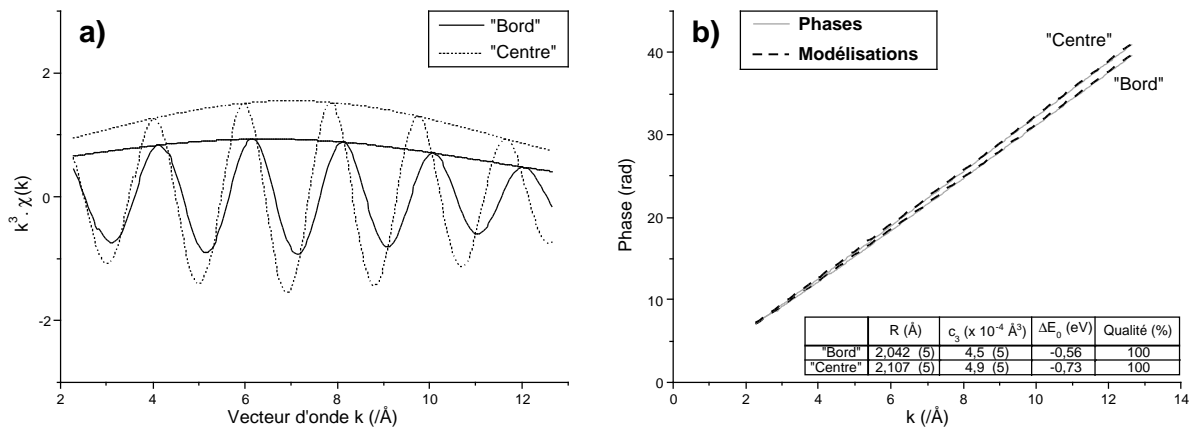 a)
"Bord"
"Centre"
2
0
-2
k³. χ(k)
2 4 6 8 10 12
Vecteur d'onde k (/Å)
b)
Phases
Modélisations
"Centre"
"Bord"
40
30
20
10
0
Phase (rad)
R (Å) c₃ (x 10⁻⁴ Å³) ΔE₀ (eV) Qualité (%)
"Bord" 2,042 (5) 4,5 (5) -0,56 100
"Centre" 2,107 (5) 4,9 (5) -0,73 100
0 2 4 6 8 10 12 14
k (/Å)